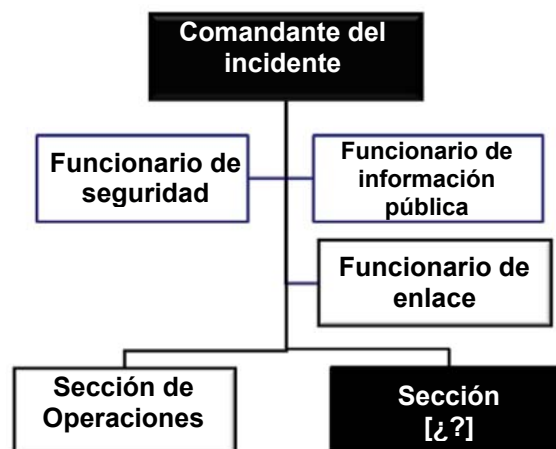 Comandante del
incidente
Funcionario de
seguridad
Funcionario de
información
pública
Funcionario de
enlace
Sección de
Operaciones
Sección
[¿?]